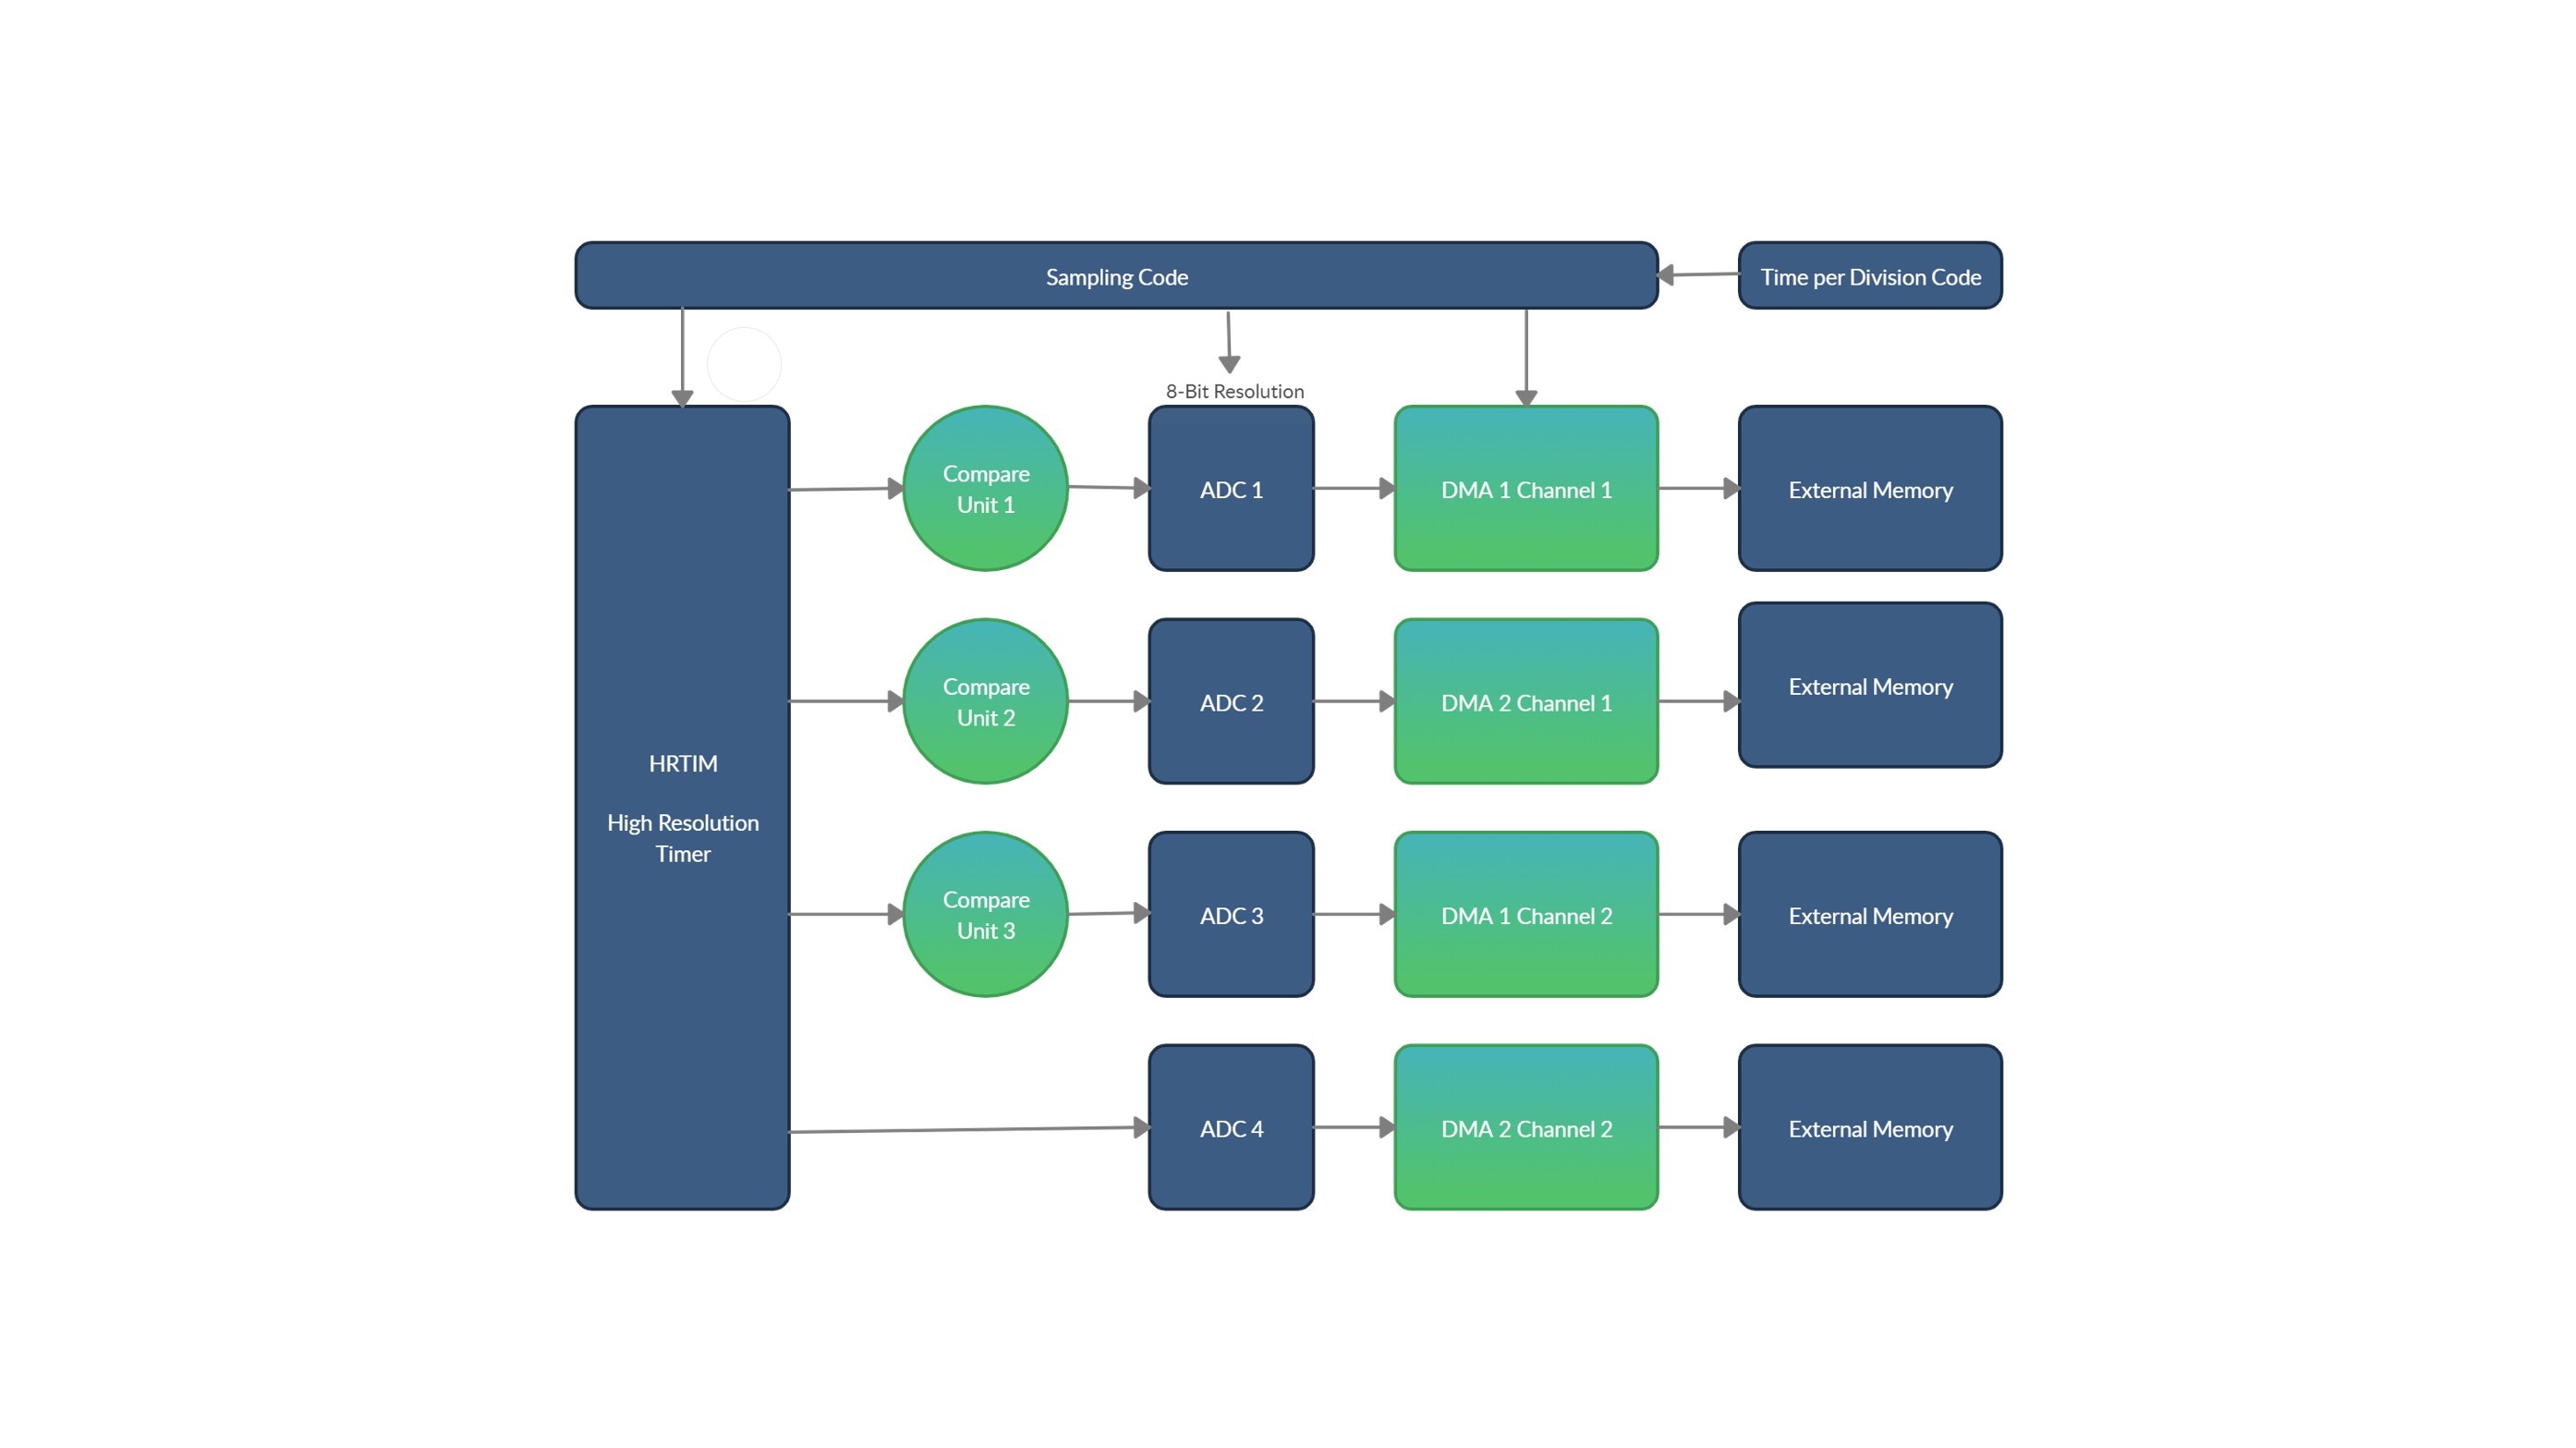 Sampling Code
Time per Division Code
8-Bit Resolution
HRTIM
High Resolution
Timer
Compare
Unit 1
ADC 1
DMA 1 Channel 1
External Memory
Compare
Unit 2
ADC 2
DMA 2 Channel 1
External Memory
Compare
Unit 3
ADC 3
DMA 1 Channel 2
External Memory
ADC 4
DMA 2 Channel 2
External Memory